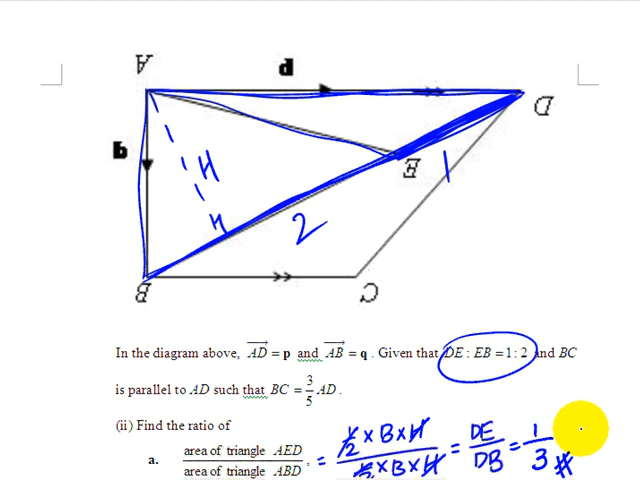 A p D
q H E 1
H 2
B C
In the diagram above, AD = p and AB = q . Given that DE : EB = 1 : 2 and BC
is parallel to AD such that BC = 3/5 AD .
(ii) Find the ratio of
a. area of triangle AED / area of triangle ABD , = ½ × B × H / ½ × B × H = DE / DB = 1 / 3